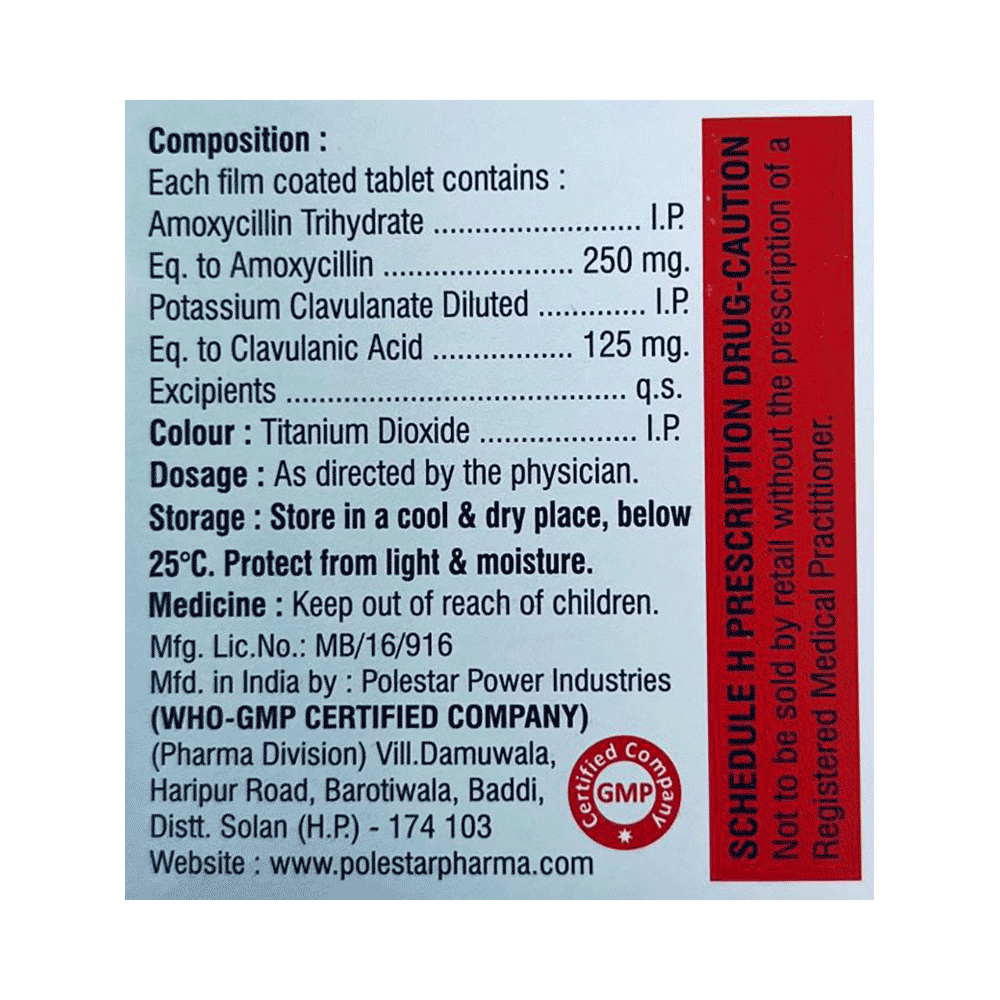 Composition :
Each film coated tablet contains :
Amoxycillin Trihydrate .......................... I.P.
Eq. to Amoxycillin ........................ 250 mg.
Potassium Clavulanate Diluted ............. I.P.
Eq. to Clavulanic Acid .................. 125 mg.
Excipients ........................................... q.s.
Colour : Titanium Dioxide .................... I.P.
Dosage : As directed by the physician.
Storage : Store in a cool & dry place, below
25°C. Protect from light & moisture.
Medicine : Keep out of reach of children.
Mfg. Lic.No.: MB/16/916
Mfd. in India by : Polestar Power Industries
(WHO-GMP CERTIFIED COMPANY)
(Pharma Division) Vill.Damuwala,
Haripur Road, Barotiwala, Baddi,
Distt. Solan (H.P.) - 174 103
Website : www.polestarpharma.com
Certified Company
GMP
SCHEDULE H PRESCRIPTION DRUG-CAUTION
Not to be sold by retail without the prescription of a
Registered Medical Practitioner.